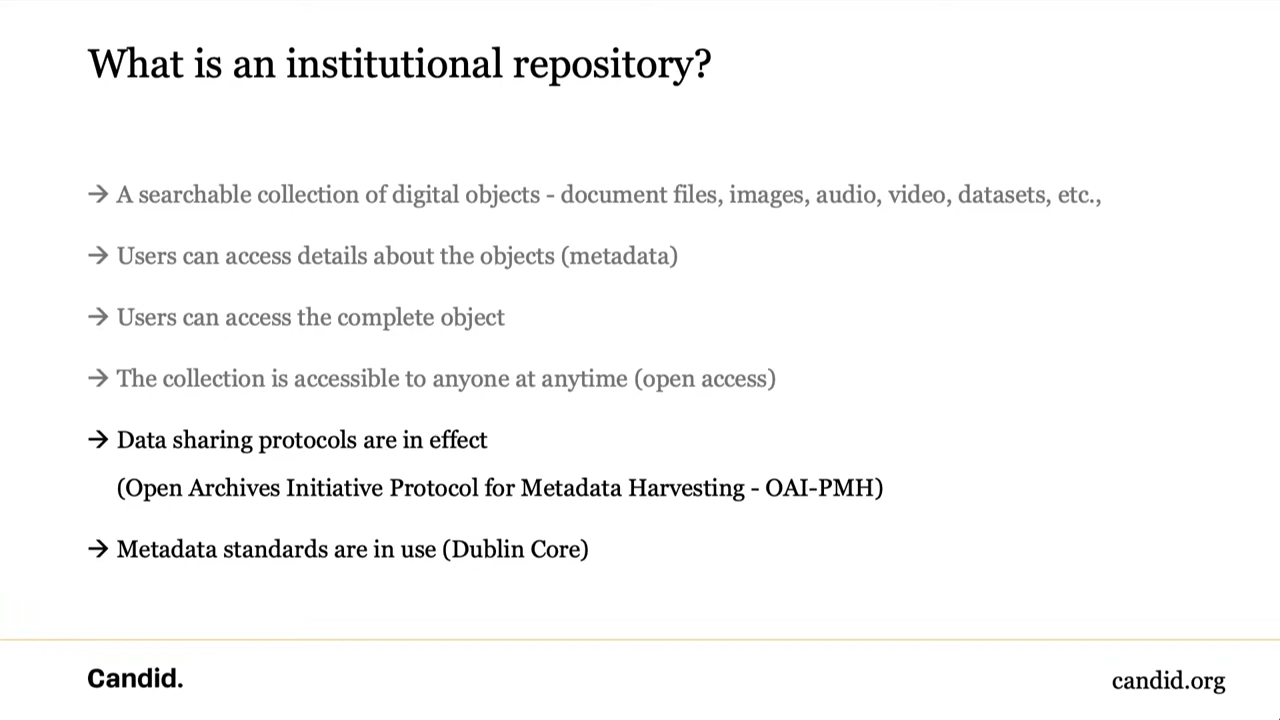 What is an institutional repository?
→ A searchable collection of digital objects - document files, images, audio, video, datasets, etc.,
→ Users can access details about the objects (metadata)
→ Users can access the complete object
→ The collection is accessible to anyone at anytime (open access)
→ Data sharing protocols are in effect
(Open Archives Initiative Protocol for Metadata Harvesting - OAI-PMH)
→ Metadata standards are in use (Dublin Core)
Candid.
candid.org